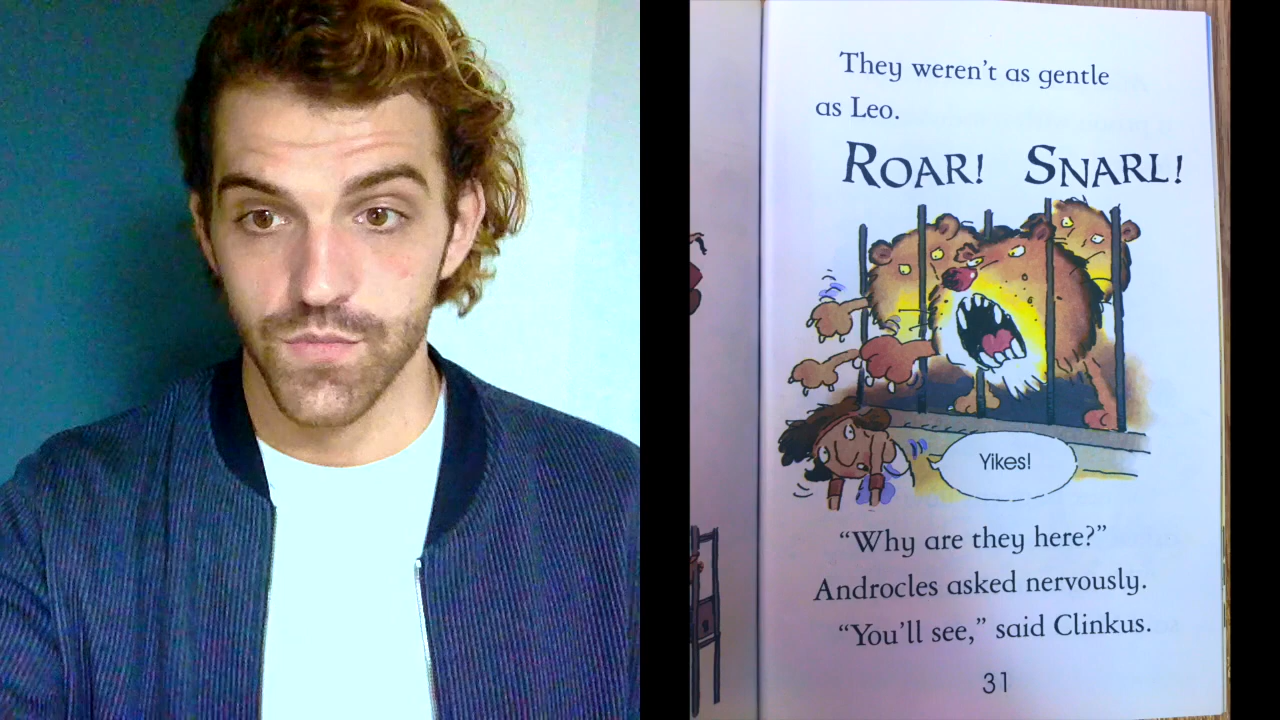 They weren't as gentle
as Leo.
ROAR! SNARL!
Yikes!
“Why are they here?”
Androcles asked nervously.
“You'll see,” said Clinkus.
31